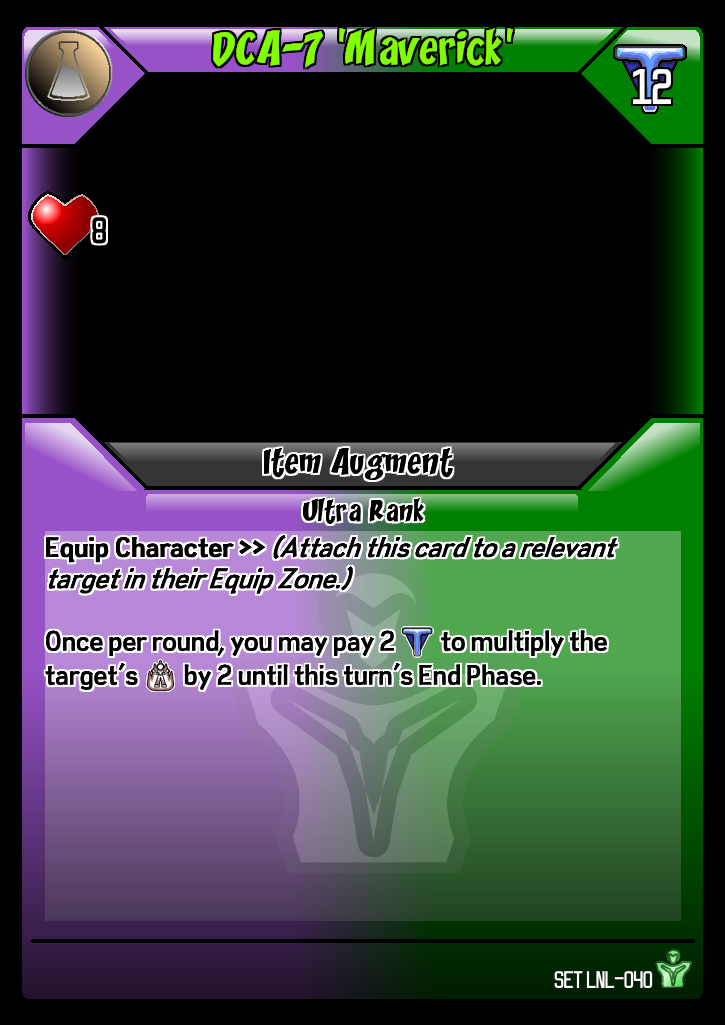 DCA-7 'Maverick'
12
8
Item Augment
Ultra Rank
Equip Character >> (Attach this card to a relevant
target in their Equip Zone.)
Once per round, you may pay 2 T to multiply the
target's by 2 until this turn's End Phase.
SET LNL-040